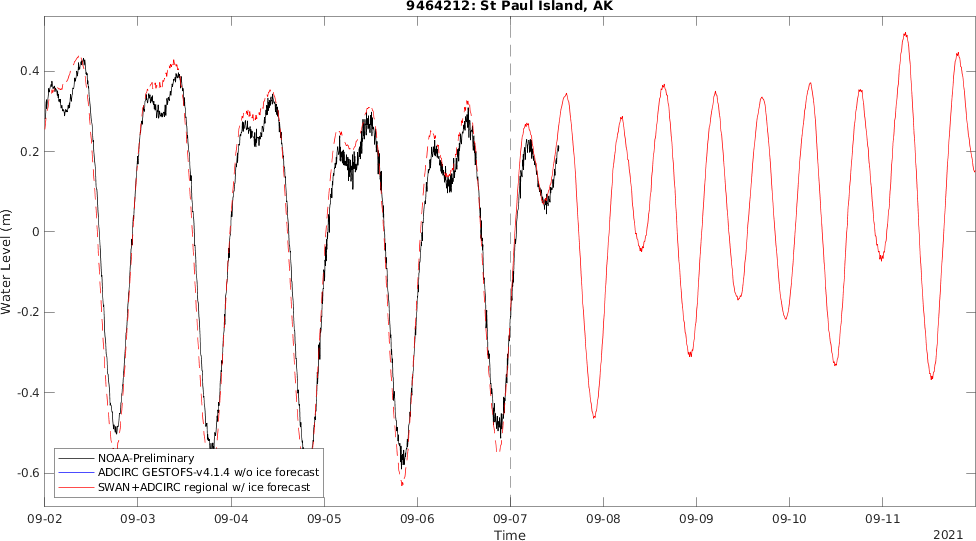 9464212: St Paul Island, AK
Water Level (m)
0.4
0.2
0
-0.2
-0.4
-0.6
NOAA-Preliminary
ADCIRC GESTOFS-v4.1.4 w/o ice forecast
SWAN+ADCIRC regional w/ ice forecast
09-02 09-03 09-04 09-05 09-06 09-07 09-08 09-09 09-10 09-11
Time
2021